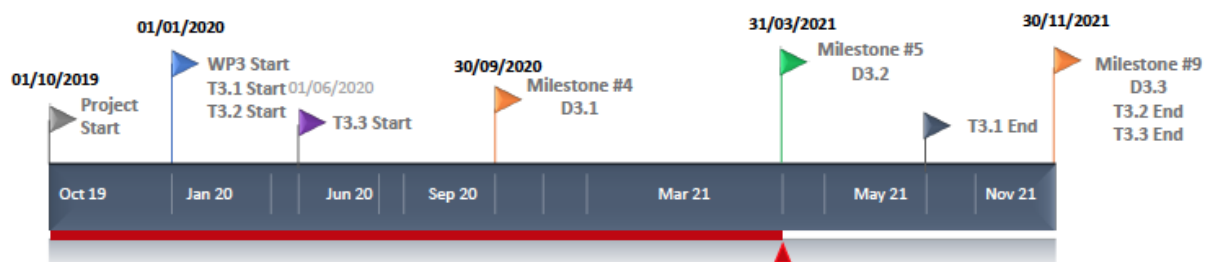 01/10/2019
Project
Start
01/01/2020
WP3 Start
T3.1 Start
T3.2 Start
01/06/2020
T3.3 Start
30/09/2020
Milestone #4
D3.1
31/03/2021
Milestone #5
D3.2
T3.1 End
30/11/2021
Milestone #9
D3.3
T3.2 End
T3.3 End
Oct 19 Jan 20 Jun 20 Sep 20 Mar 21 May 21 Nov 21